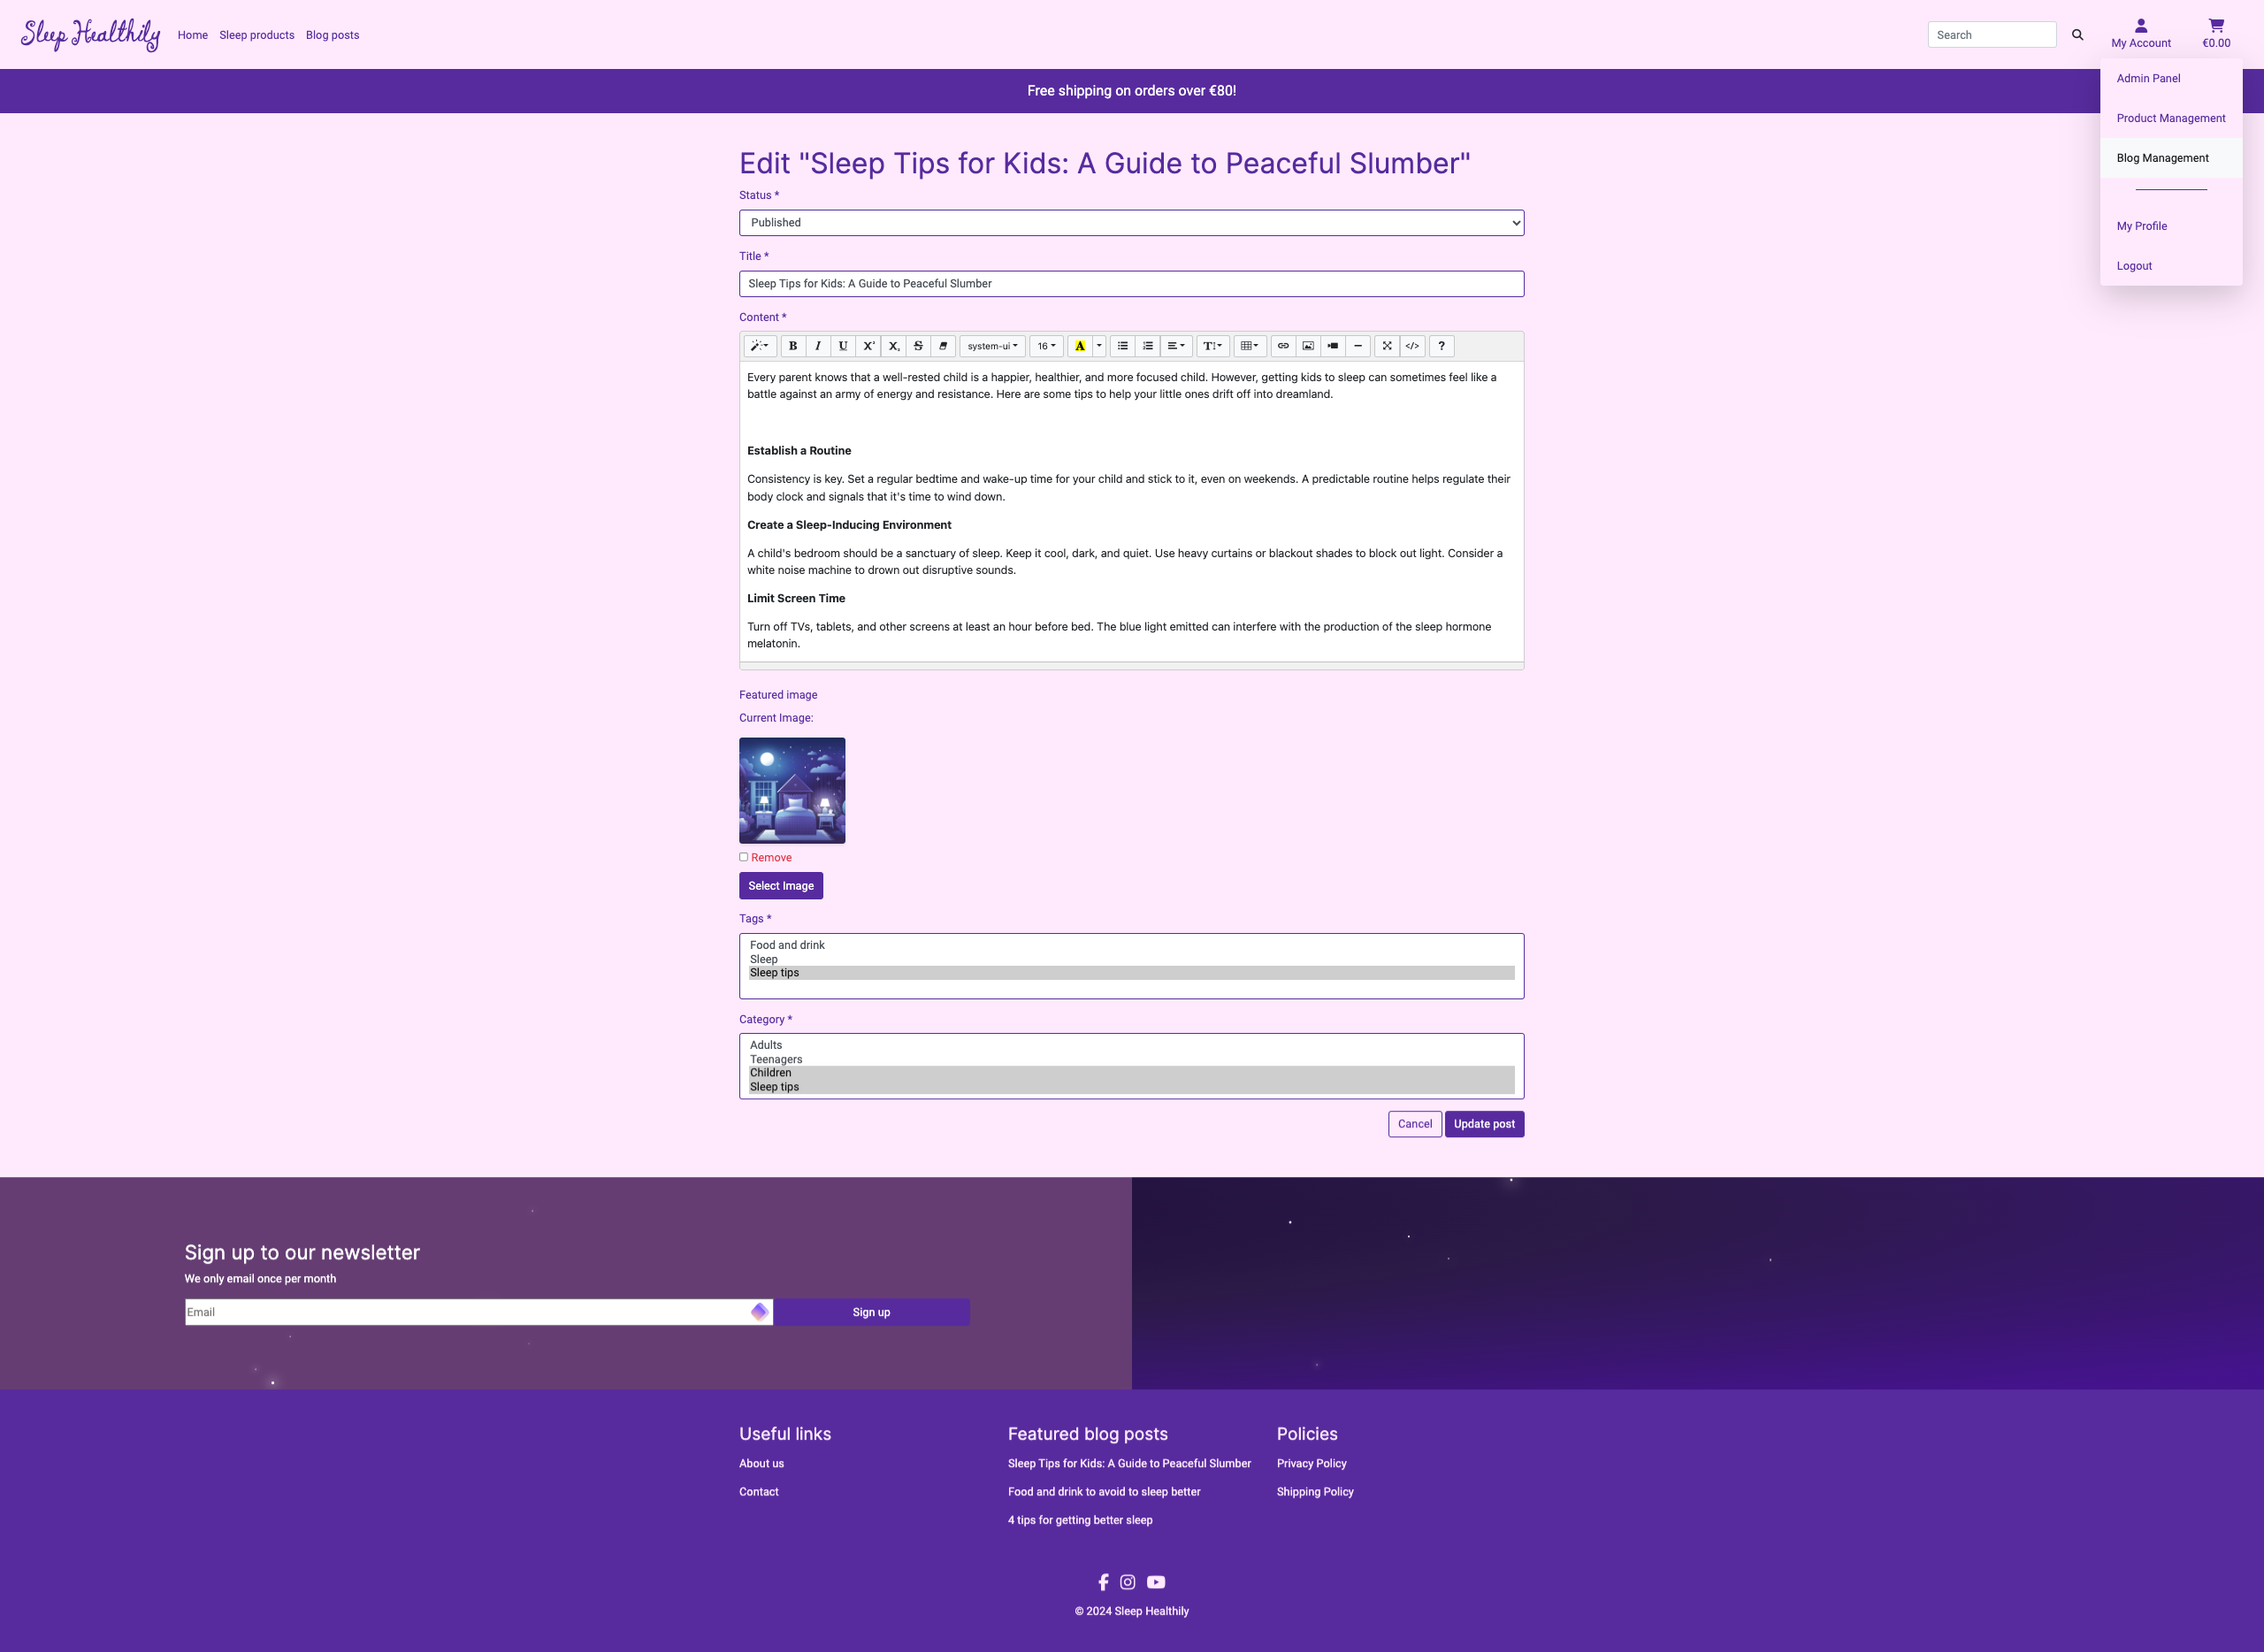 Sleep Healthily
Home Sleep products Blog posts
Search
My Account
€0.00
Admin Panel
Product Management
Blog Management
My Profile
Logout
Free shipping on orders over €80!
Edit "Sleep Tips for Kids: A Guide to Peaceful Slumber"
Status *
Published
Title *
Sleep Tips for Kids: A Guide to Peaceful Slumber
Content *
B I U X² X₂ S system-ui 16 A T </> ?
Every parent knows that a well-rested child is a happier, healthier, and more focused child. However, getting kids to sleep can sometimes feel like a
battle against an army of energy and resistance. Here are some tips to help your little ones drift off into dreamland.
Establish a Routine
Consistency is key. Set a regular bedtime and wake-up time for your child and stick to it, even on weekends. A predictable routine helps regulate their
body clock and signals that it's time to wind down.
Create a Sleep-Inducing Environment
A child's bedroom should be a sanctuary of sleep. Keep it cool, dark, and quiet. Use heavy curtains or blackout shades to block out light. Consider a
white noise machine to drown out disruptive sounds.
Limit Screen Time
Turn off TVs, tablets, and other screens at least an hour before bed. The blue light emitted can interfere with the production of the sleep hormone
melatonin.
Featured image
Current Image:
Remove
Select Image
Tags *
Food and drink
Sleep
Sleep tips
Category *
Adults
Teenagers
Children
Sleep tips
Cancel Update post
Sign up to our newsletter
We only email once per month
Email Sign up
Useful links
About us
Contact
Featured blog posts
Sleep Tips for Kids: A Guide to Peaceful Slumber
Food and drink to avoid to sleep better
4 tips for getting better sleep
Policies
Privacy Policy
Shipping Policy
© 2024 Sleep Healthily